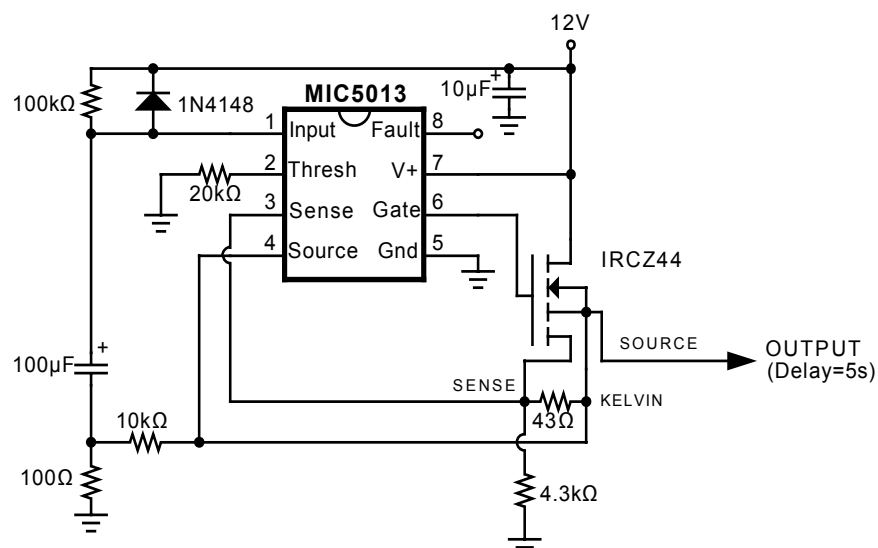 12V
10µF
+
100kΩ
1N4148
MIC5013
1 Input Fault 8
2 Thresh V+ 7
20kΩ
3 Sense Gate 6
4 Source Gnd 5
IRCZ44
SOURCE
OUTPUT
(Delay=5s)
100µF
+
SENSE
KELVIN
43Ω
10kΩ
100Ω
4.3kΩ